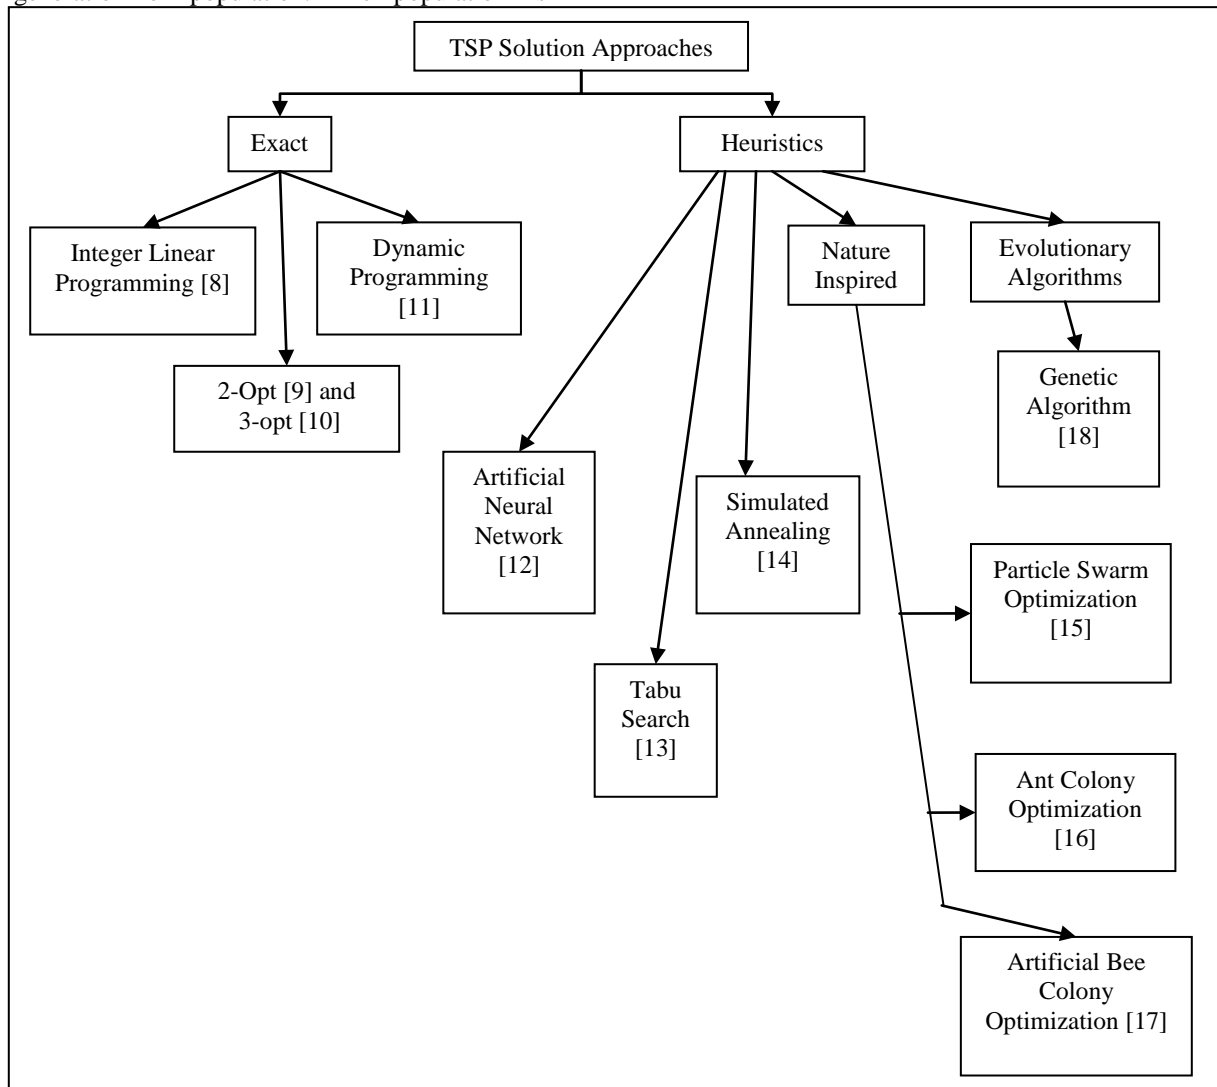 TSP Solution Approaches
Exact
Heuristics
Integer Linear
Programming [8]
Dynamic
Programming
[11]
Nature
Inspired
Evolutionary
Algorithms
2-Opt [9] and
3-opt [10]
Genetic
Algorithm
[18]
Artificial
Neural
Network
[12]
Simulated
Annealing
[14]
Particle Swarm
Optimization
[15]
Tabu
Search
[13]
Ant Colony
Optimization
[16]
Artificial Bee
Colony
Optimization [17]